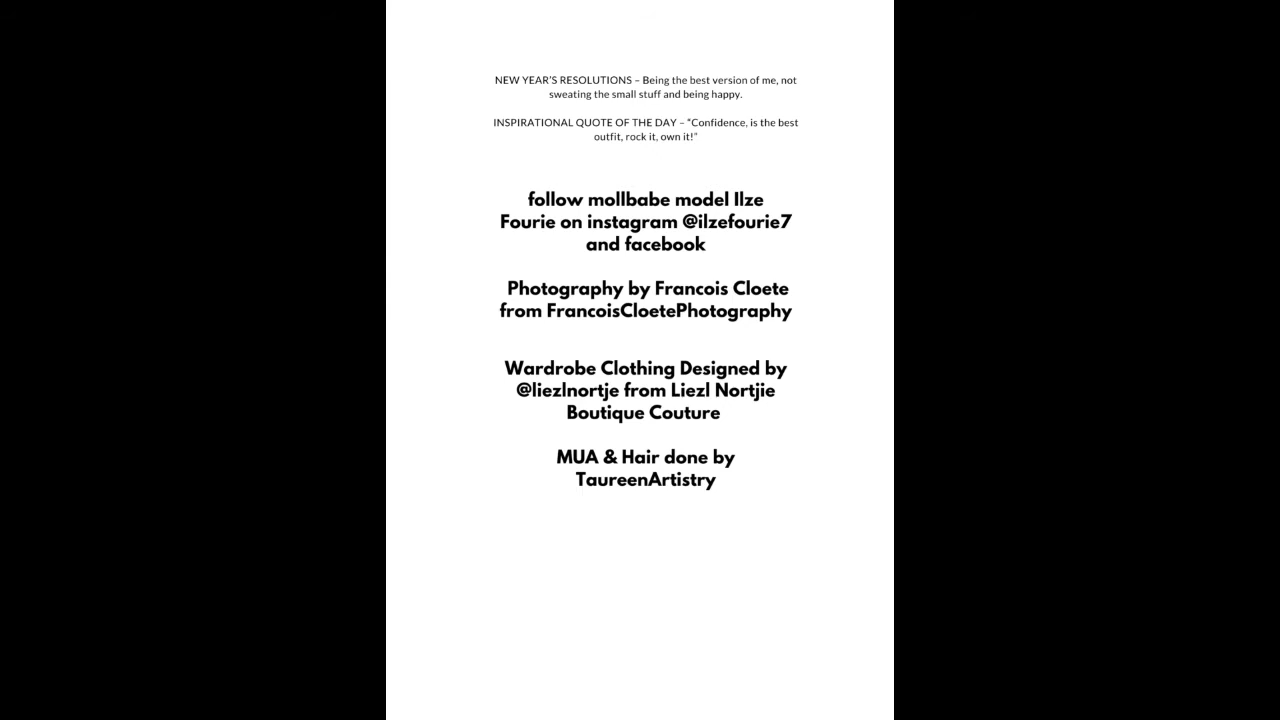 NEW YEAR'S RESOLUTIONS – Being the best version of me, not
sweating the small stuff and being happy.
INSPIRATIONAL QUOTE OF THE DAY – “Confidence, is the best
outfit, rock it, own it!”
follow mollbabe model Ilze
Fourie on instagram @ilzefourie7
and facebook
Photography by Francois Cloete
from FrancoisCloetePhotography
Wardrobe Clothing Designed by
@liezlnortje from Liezl Nortjie
Boutique Couture
MUA & Hair done by
TaureenArtistry